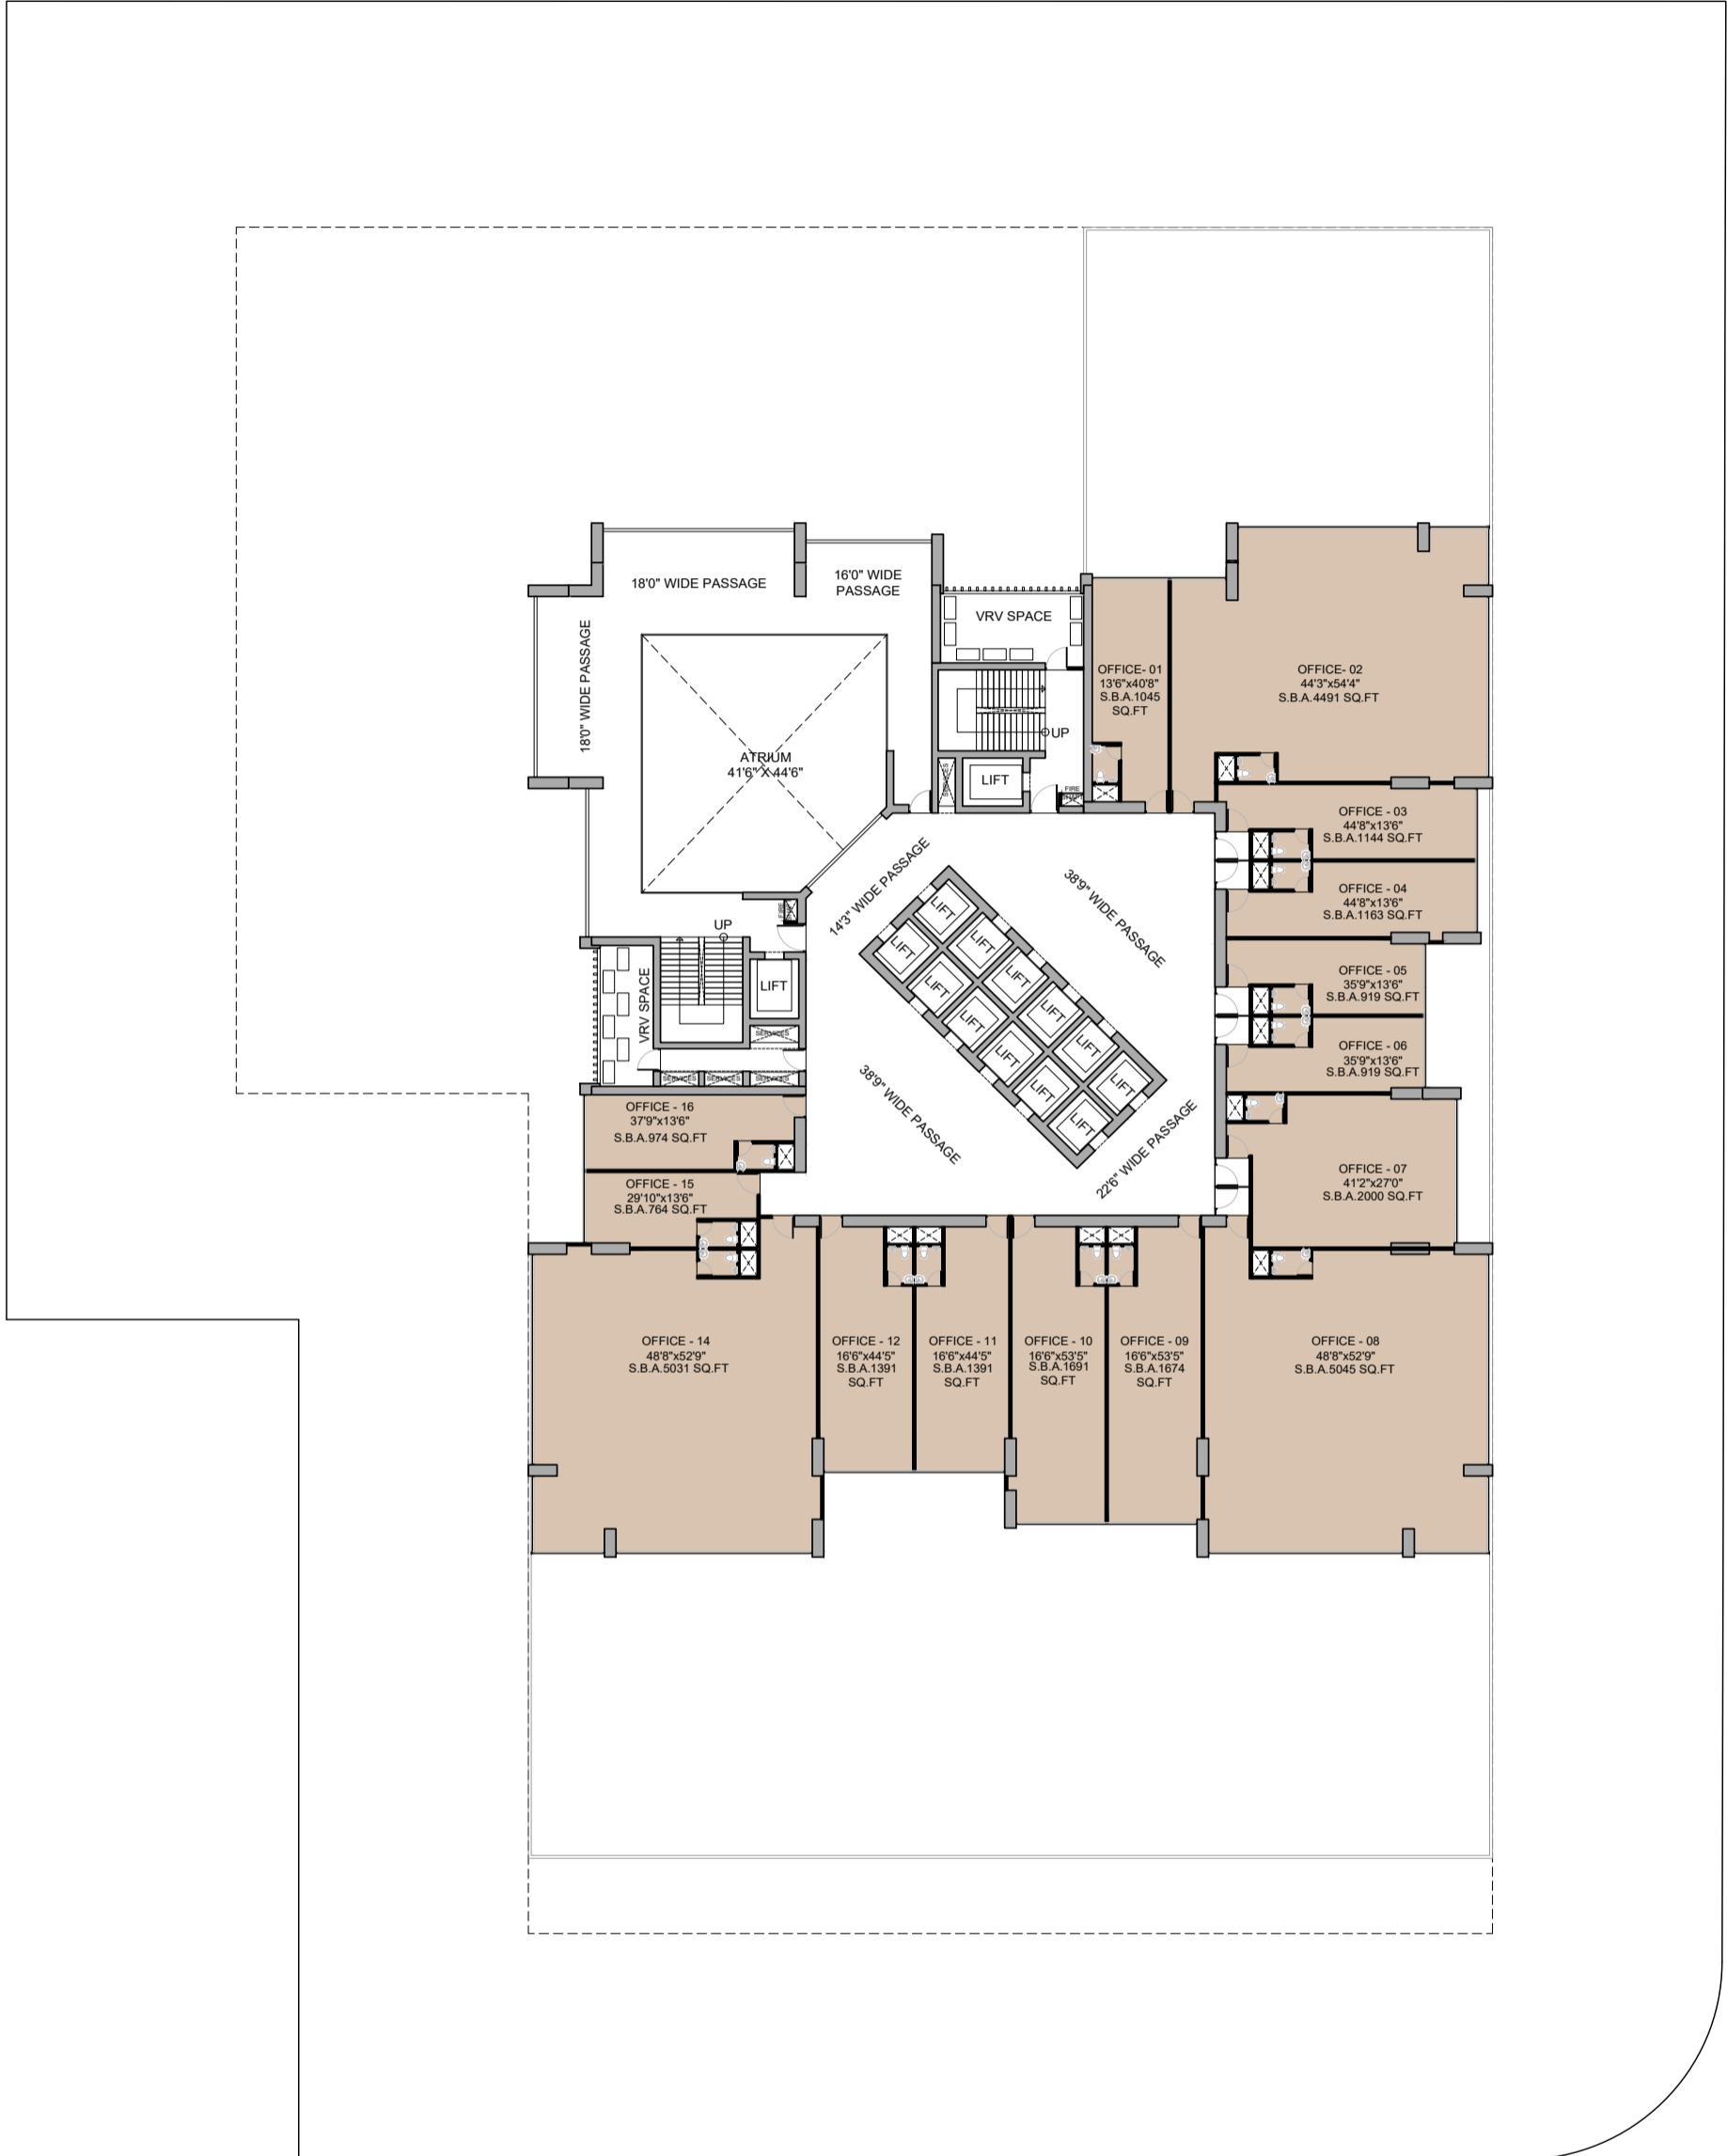 18'0" WIDE PASSAGE
16'0" WIDE
PASSAGE
18'0" WIDE PASSAGE
VRV SPACE
UP
LIFT
SERVICES
FIRE
ATRIUM
41'6" X 44'6"
OFFICE- 01
13'6"x40'8"
S.B.A.1045
SQ.FT
OFFICE- 02
44'3"x54'4"
S.B.A.4491 SQ.FT
OFFICE - 03
44'8"x13'6"
S.B.A.1144 SQ.FT
OFFICE - 04
44'8"x13'6"
S.B.A.1163 SQ.FT
OFFICE - 05
35'9"x13'6"
S.B.A.919 SQ.FT
OFFICE - 06
35'9"x13'6"
S.B.A.919 SQ.FT
OFFICE - 07
41'2"x27'0"
S.B.A.2000 SQ.FT
14'3" WIDE PASSAGE
38'9" WIDE PASSAGE
LIFT
LIFT
LIFT
LIFT
LIFT
LIFT
LIFT
LIFT
LIFT
LIFT
LIFT
LIFT
38'9" WIDE PASSAGE
22'6" WIDE PASSAGE
FIRE
UP
LIFT
VRV SPACE
SERVICES
SERVICES
SERVICES
SERVICES
OFFICE - 16
37'9"x13'6"
S.B.A.974 SQ.FT
OFFICE - 15
29'10"x13'6"
S.B.A.764 SQ.FT
OFFICE - 14
48'8"x52'9"
S.B.A.5031 SQ.FT
OFFICE - 12
16'6"x44'5"
S.B.A.1391
SQ.FT
OFFICE - 11
16'6"x44'5"
S.B.A.1391
SQ.FT
OFFICE - 10
16'6"x53'5"
S.B.A.1691
SQ.FT
OFFICE - 09
16'6"x53'5"
S.B.A.1674
SQ.FT
OFFICE - 08
48'8"x52'9"
S.B.A.5045 SQ.FT